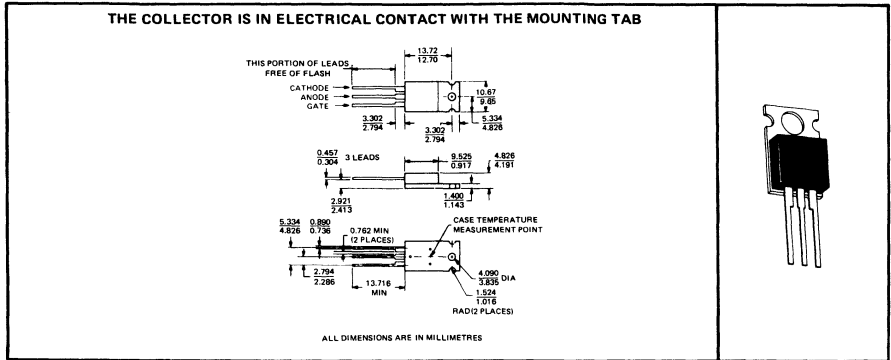 THE COLLECTOR IS IN ELECTRICAL CONTACT WITH THE MOUNTING TAB
13.72
12.70
THIS PORTION OF LEADS
FREE OF FLASH
CATHODE
ANODE
GATE
10.67
9.65
3.302
2.794
3.302
2.794
5.334
4.826
0.457
0.304
3 LEADS
9.525
0.917
4.826
4.191
2.921
2.413
1.400
1.143
5.334
4.826
0.890
0.736
0.762 MIN
(2 PLACES)
CASE TEMPERATURE
MEASUREMENT POINT
2.794
2.286
13.716
MIN
4.090
3.835
DIA
1.524
1.016
RAD(2 PLACES)
ALL DIMENSIONS ARE IN MILLIMETRES